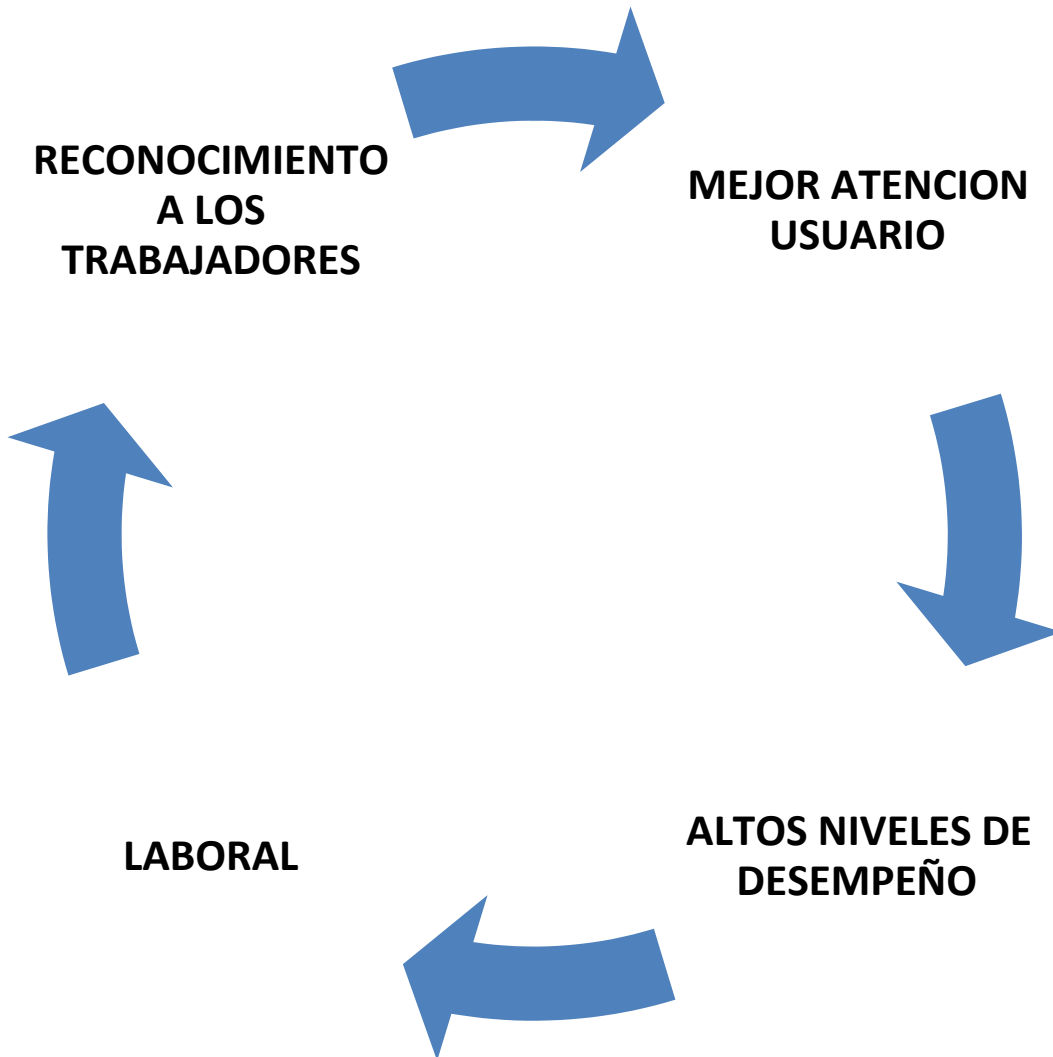 RECONOCIMIENTO
A LOS
TRABAJADORES
MEJOR ATENCION
USUARIO
ALTOS NIVELES DE
DESEMPEÑO
LABORAL